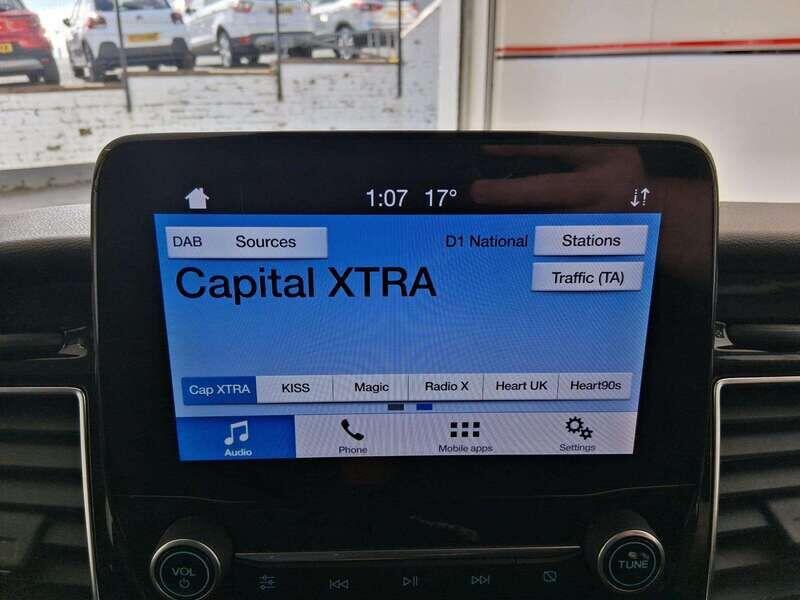 1:07 17°
DAB Sources D1 National Stations
Capital XTRA
Traffic (TA)
Cap XTRA KISS Magic Radio X Heart UK Heart90s
Audio Phone Mobile apps Settings
VOL TUNE